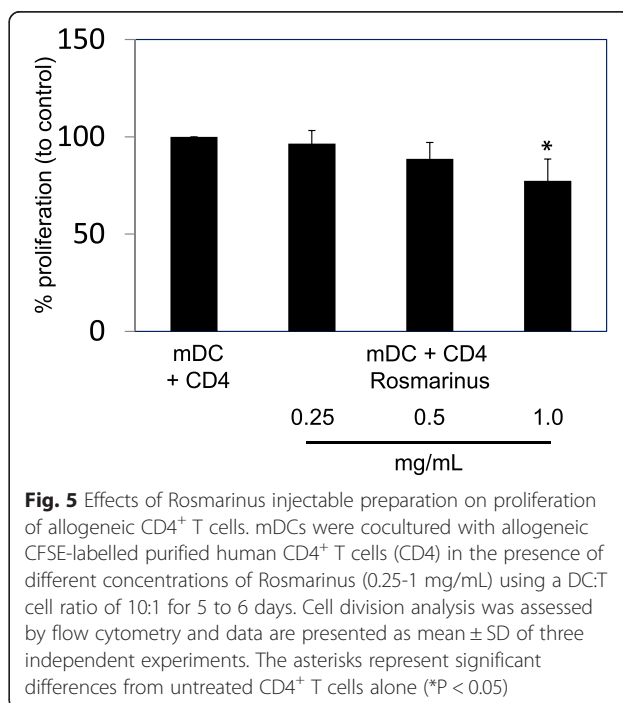 150
100
50
0
% proliferation (to control)
*
mDC
+ CD4
mDC + CD4
Rosmarinus
0.25 0.5 1.0
mg/mL
Fig. 5 Effects of Rosmarinus injectable preparation on proliferation
of allogeneic CD4⁺ T cells. mDCs were cocultured with allogeneic
CFSE-labelled purified human CD4⁺ T cells (CD4) in the presence of
different concentrations of Rosmarinus (0.25-1 mg/mL) using a DC:T
cell ratio of 10:1 for 5 to 6 days. Cell division analysis was assessed
by flow cytometry and data are presented as mean ± SD of three
independent experiments. The asterisks represent significant
differences from untreated CD4⁺ T cells alone (*P < 0.05)